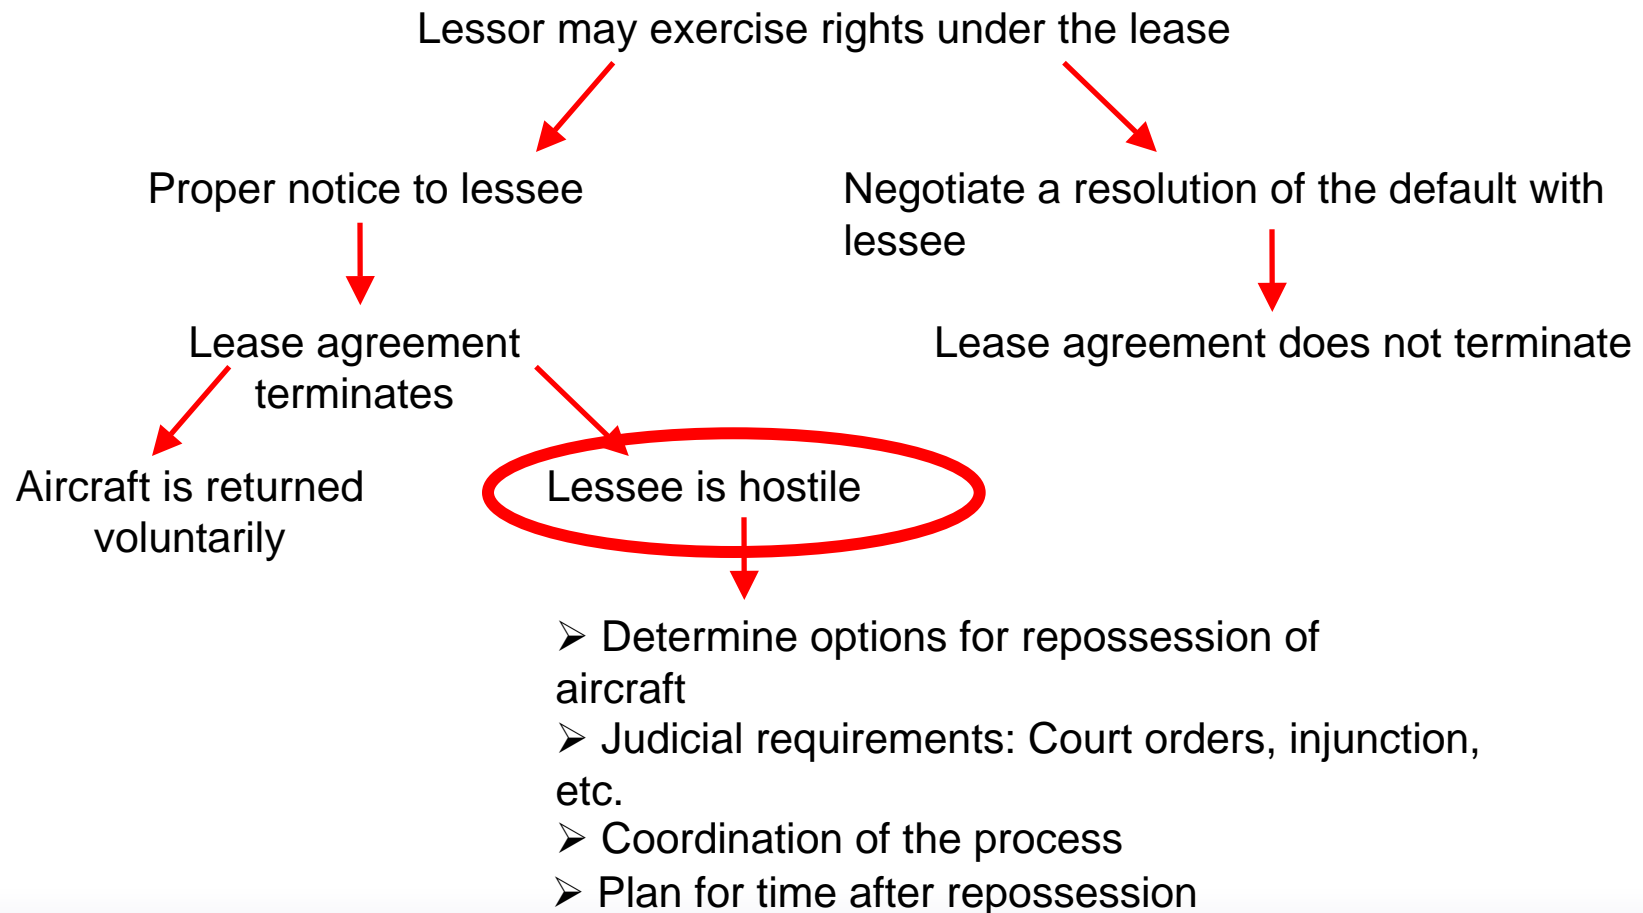 Lessor may exercise rights under the lease
Proper notice to lessee
Negotiate a resolution of the default with
lessee
Lease agreement
terminates
Lease agreement does not terminate
Aircraft is returned
voluntarily
Lessee is hostile
➢ Determine options for repossession of
aircraft
➢ Judicial requirements: Court orders, injunction,
etc.
➢ Coordination of the process
➢ Plan for time after repossession